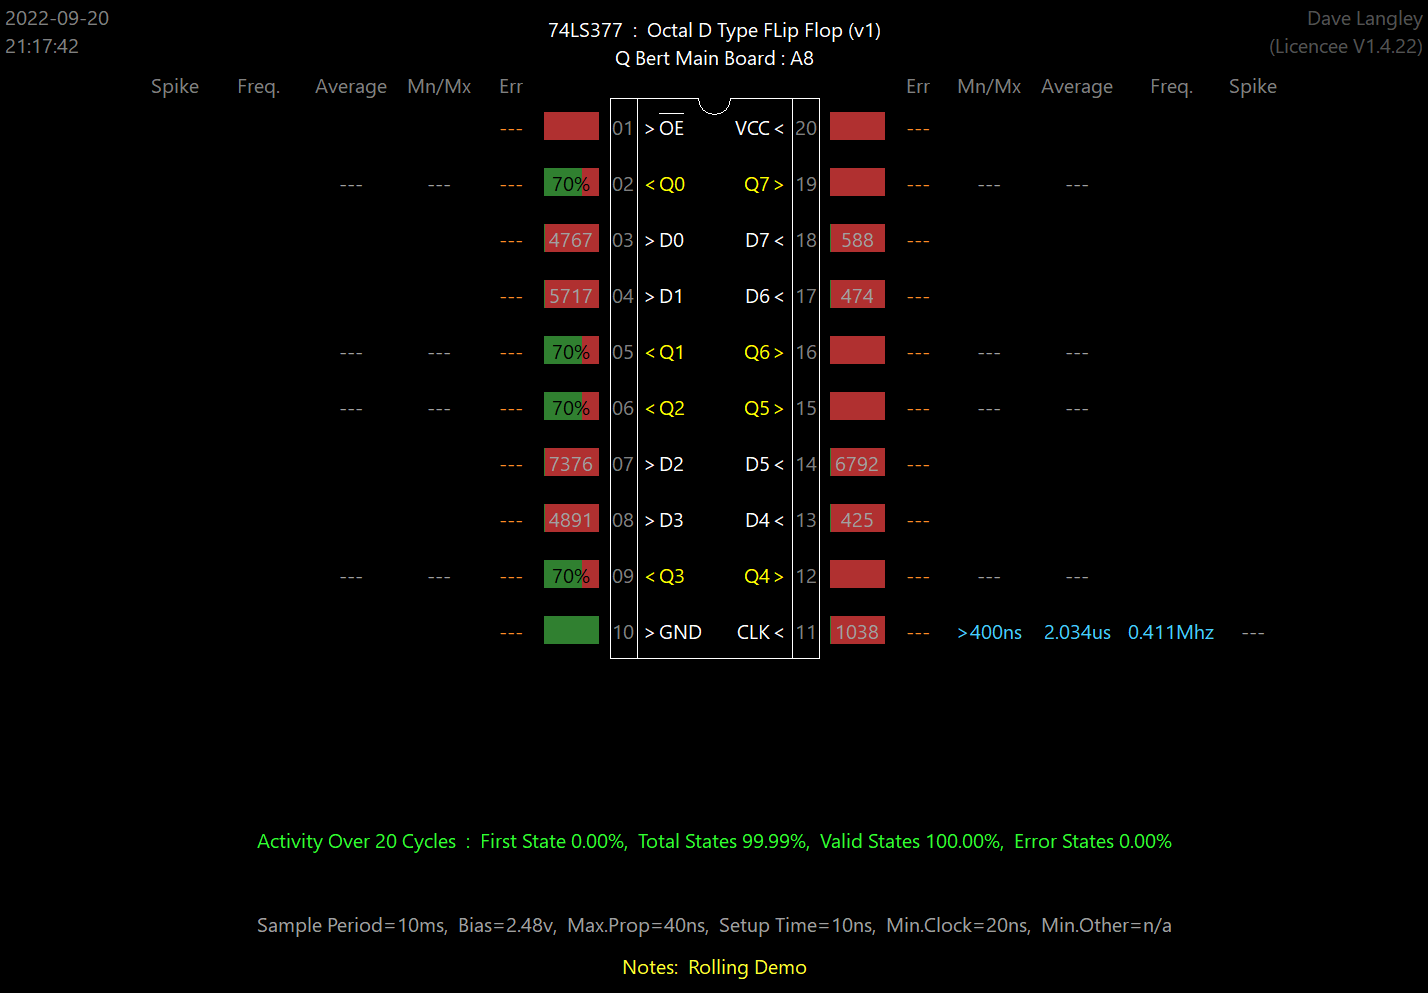 2022-09-20
21:17:42
74LS377 : Octal D Type FLip Flop (v1)
Q Bert Main Board : A8
Dave Langley
(Licencee V1.4.22)
Spike Freq. Average Mn/Mx Err Err Mn/Mx Average Freq. Spike
--- 01 >OE VCC< 20 ---
--- --- --- 70% 02 <Q0 Q7> 19 --- --- ---
--- 4767 03 >D0 D7< 18 588 ---
--- 5717 04 >D1 D6< 17 474 ---
--- --- --- 70% 05 <Q1 Q6> 16 --- --- ---
--- --- --- 70% 06 <Q2 Q5> 15 --- --- ---
--- 7376 07 >D2 D5< 14 6792 ---
--- 4891 08 >D3 D4< 13 425 ---
--- --- --- 70% 09 <Q3 Q4> 12 --- --- ---
--- 10 >GND CLK< 11 1038 --- >400ns 2.034us 0.411Mhz ---
Activity Over 20 Cycles : First State 0.00%, Total States 99.99%, Valid States 100.00%, Error States 0.00%
Sample Period=10ms, Bias=2.48v, Max.Prop=40ns, Setup Time=10ns, Min.Clock=20ns, Min.Other=n/a
Notes: Rolling Demo